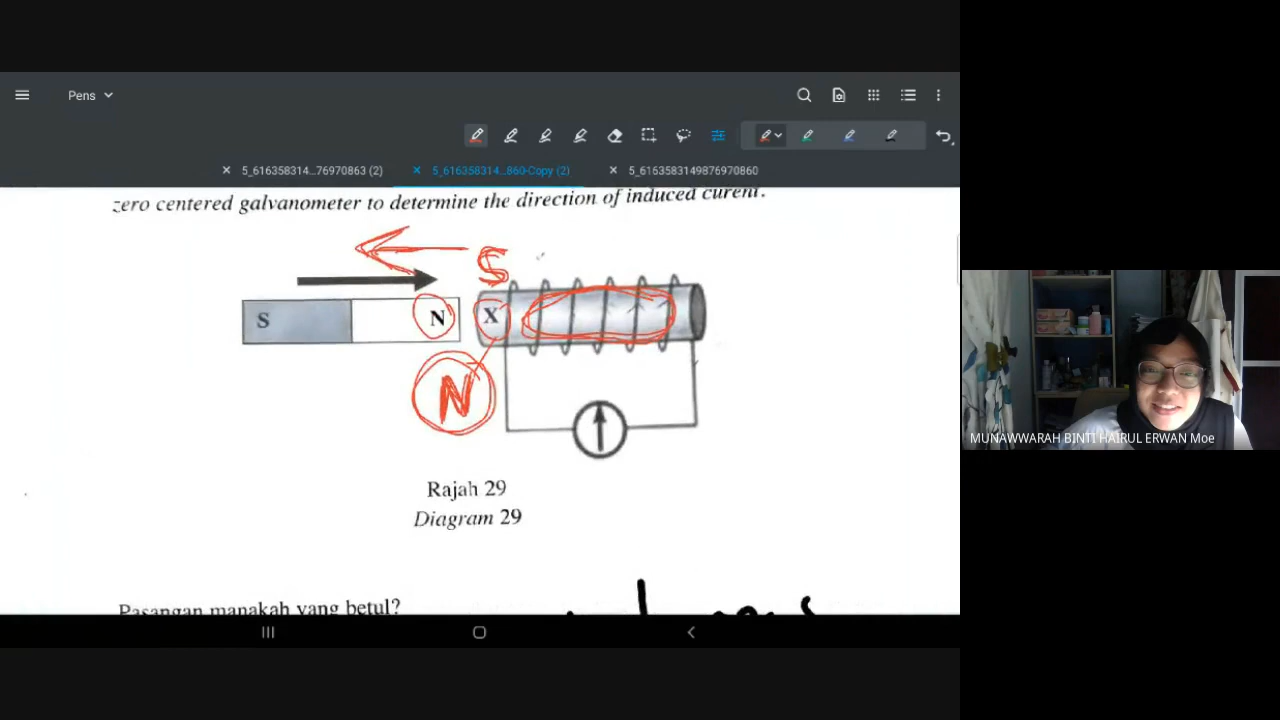 Pens
5_616358314...76970863 (2)
5_616358314...860-Copy (2)
5_6163583149876970860
zero centered galvanometer to determine the direction of induced curent.
S
S
N
X
N
Rajah 29
Diagram 29
Pasangan manakah yang betul?
MUNAWWARAH BINTI HAIRUL ERWAN Moe